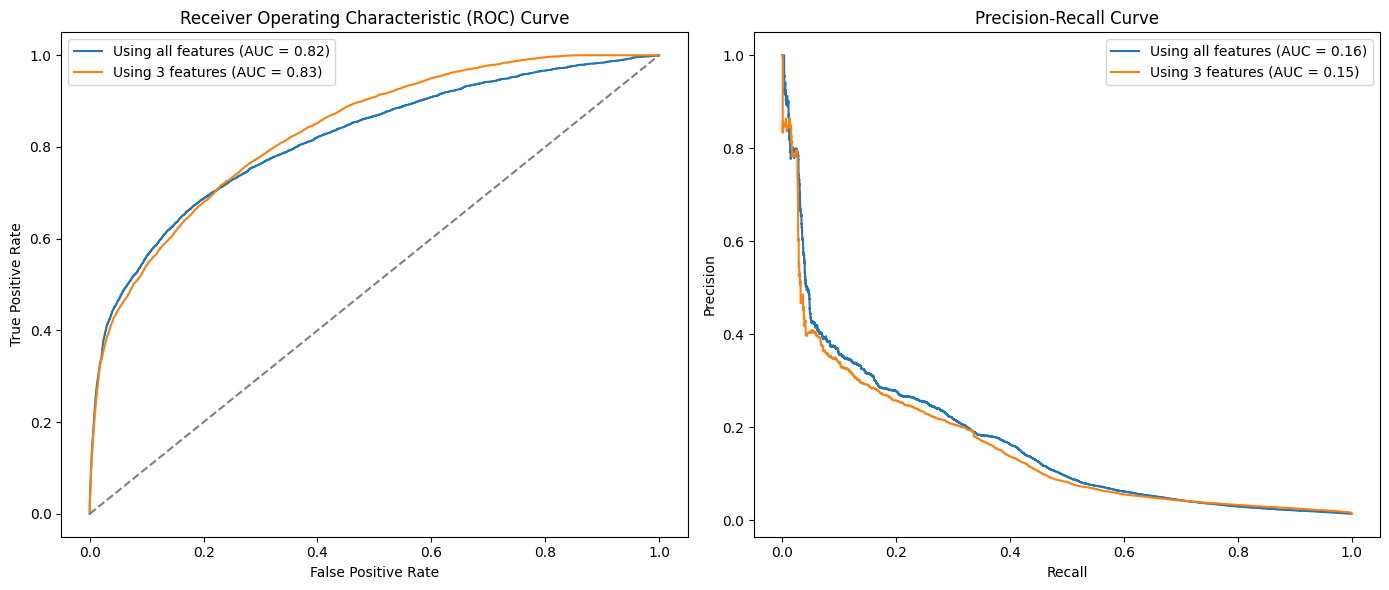 Receiver Operating Characteristic (ROC) Curve
Using all features (AUC = 0.82)
Using 3 features (AUC = 0.83)
1.0
0.8
0.6
0.4
0.2
0.0
True Positive Rate
0.0 0.2 0.4 0.6 0.8 1.0
False Positive Rate
Precision-Recall Curve
Using all features (AUC = 0.16)
Using 3 features (AUC = 0.15)
1.0
0.8
0.6
0.4
0.2
0.0
Precision
0.0 0.2 0.4 0.6 0.8 1.0
Recall